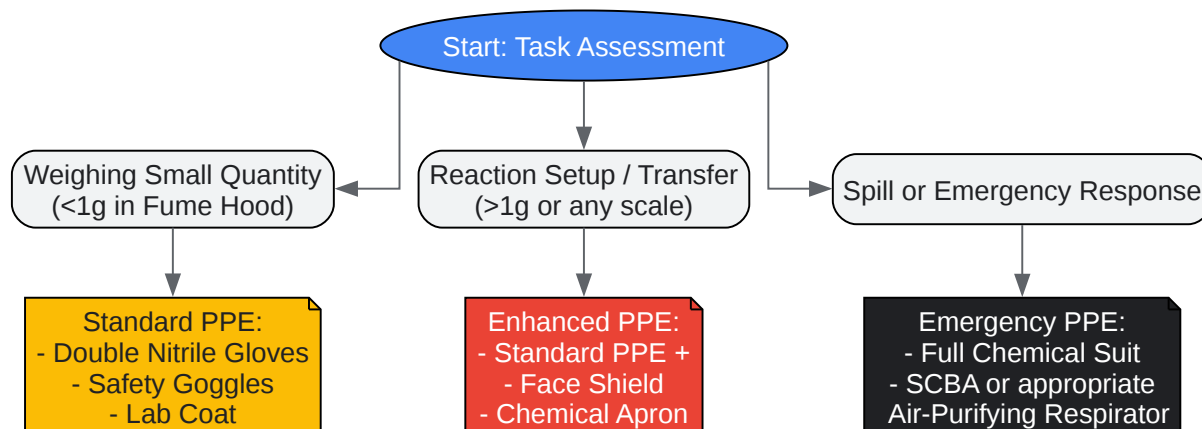 Start: Task Assessment
Weighing Small Quantity
(<1g in Fume Hood)
Reaction Setup / Transfer
(>1g or any scale)
Spill or Emergency Response
Standard PPE:
- Double Nitrile Gloves
- Safety Goggles
- Lab Coat
Enhanced PPE:
- Standard PPE +
- Face Shield
- Chemical Apron
Emergency PPE:
- Full Chemical Suit
- SCBA or appropriate
Air-Purifying Respirator